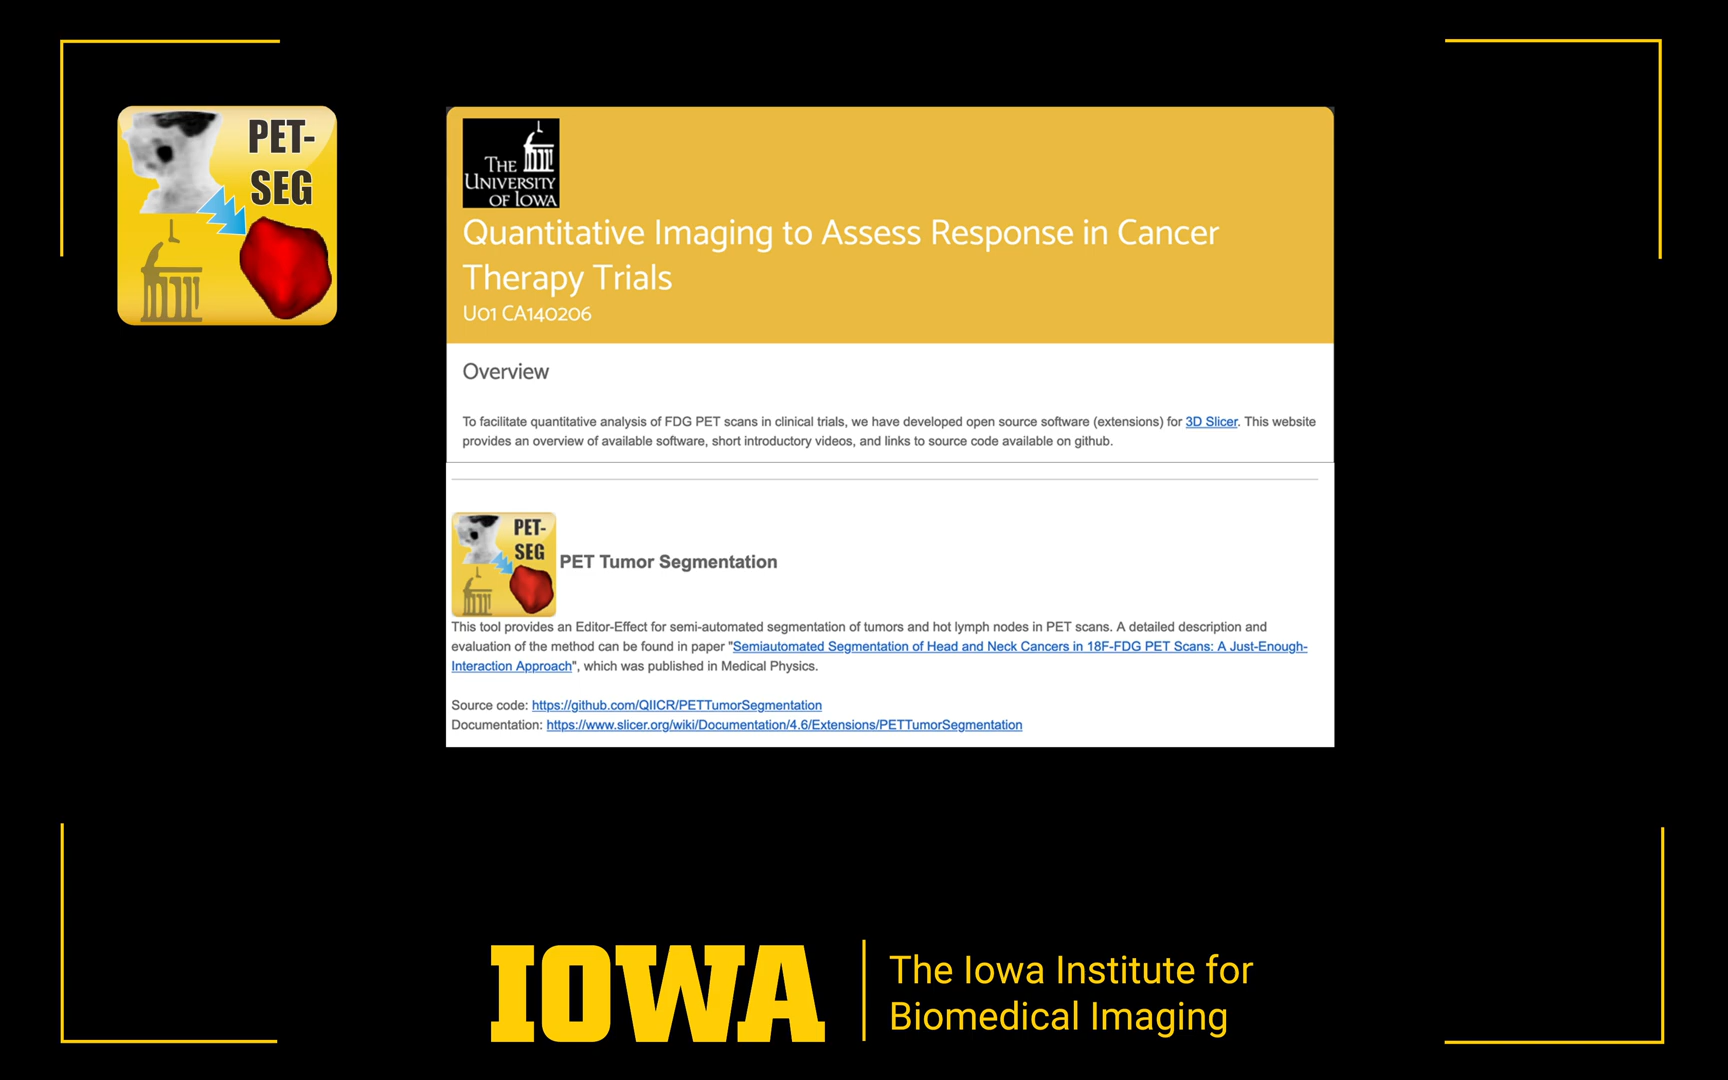 PET-
SEG
THE
UNIVERSITY
OF IOWA
Quantitative Imaging to Assess Response in Cancer
Therapy Trials
U01 CA140206
Overview
To facilitate quantitative analysis of FDG PET scans in clinical trials, we have developed open source software (extensions) for 3D Slicer. This website
provides an overview of available software, short introductory videos, and links to source code available on github.
PET-
SEG
PET Tumor Segmentation
This tool provides an Editor-Effect for semi-automated segmentation of tumors and hot lymph nodes in PET scans. A detailed description and
evaluation of the method can be found in paper "Semiautomated Segmentation of Head and Neck Cancers in 18F-FDG PET Scans: A Just-Enough-
Interaction Approach", which was published in Medical Physics.
Source code: https://github.com/QIICR/PETTumorSegmentation
Documentation: https://www.slicer.org/wiki/Documentation/4.6/Extensions/PETTumorSegmentation
IOWA
The Iowa Institute for
Biomedical Imaging